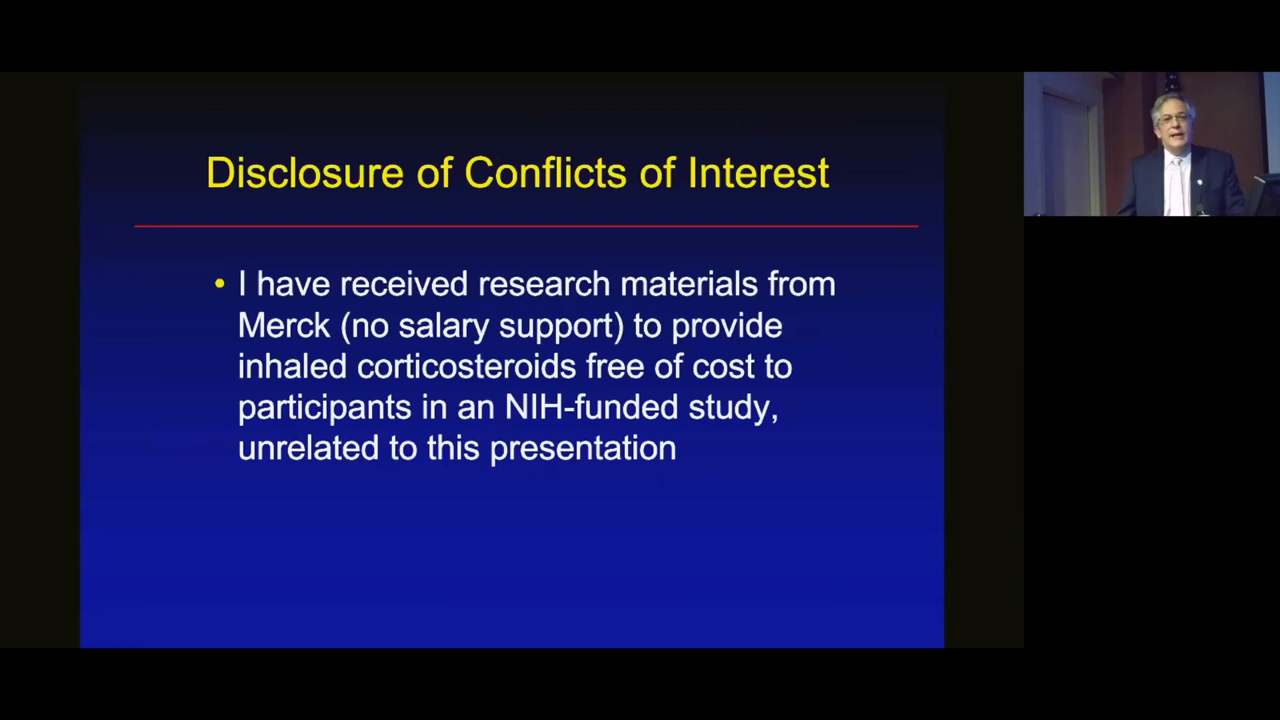 Disclosure of Conflicts of Interest
• I have received research materials from
Merck (no salary support) to provide
inhaled corticosteroids free of cost to
participants in an NIH-funded study,
unrelated to this presentation